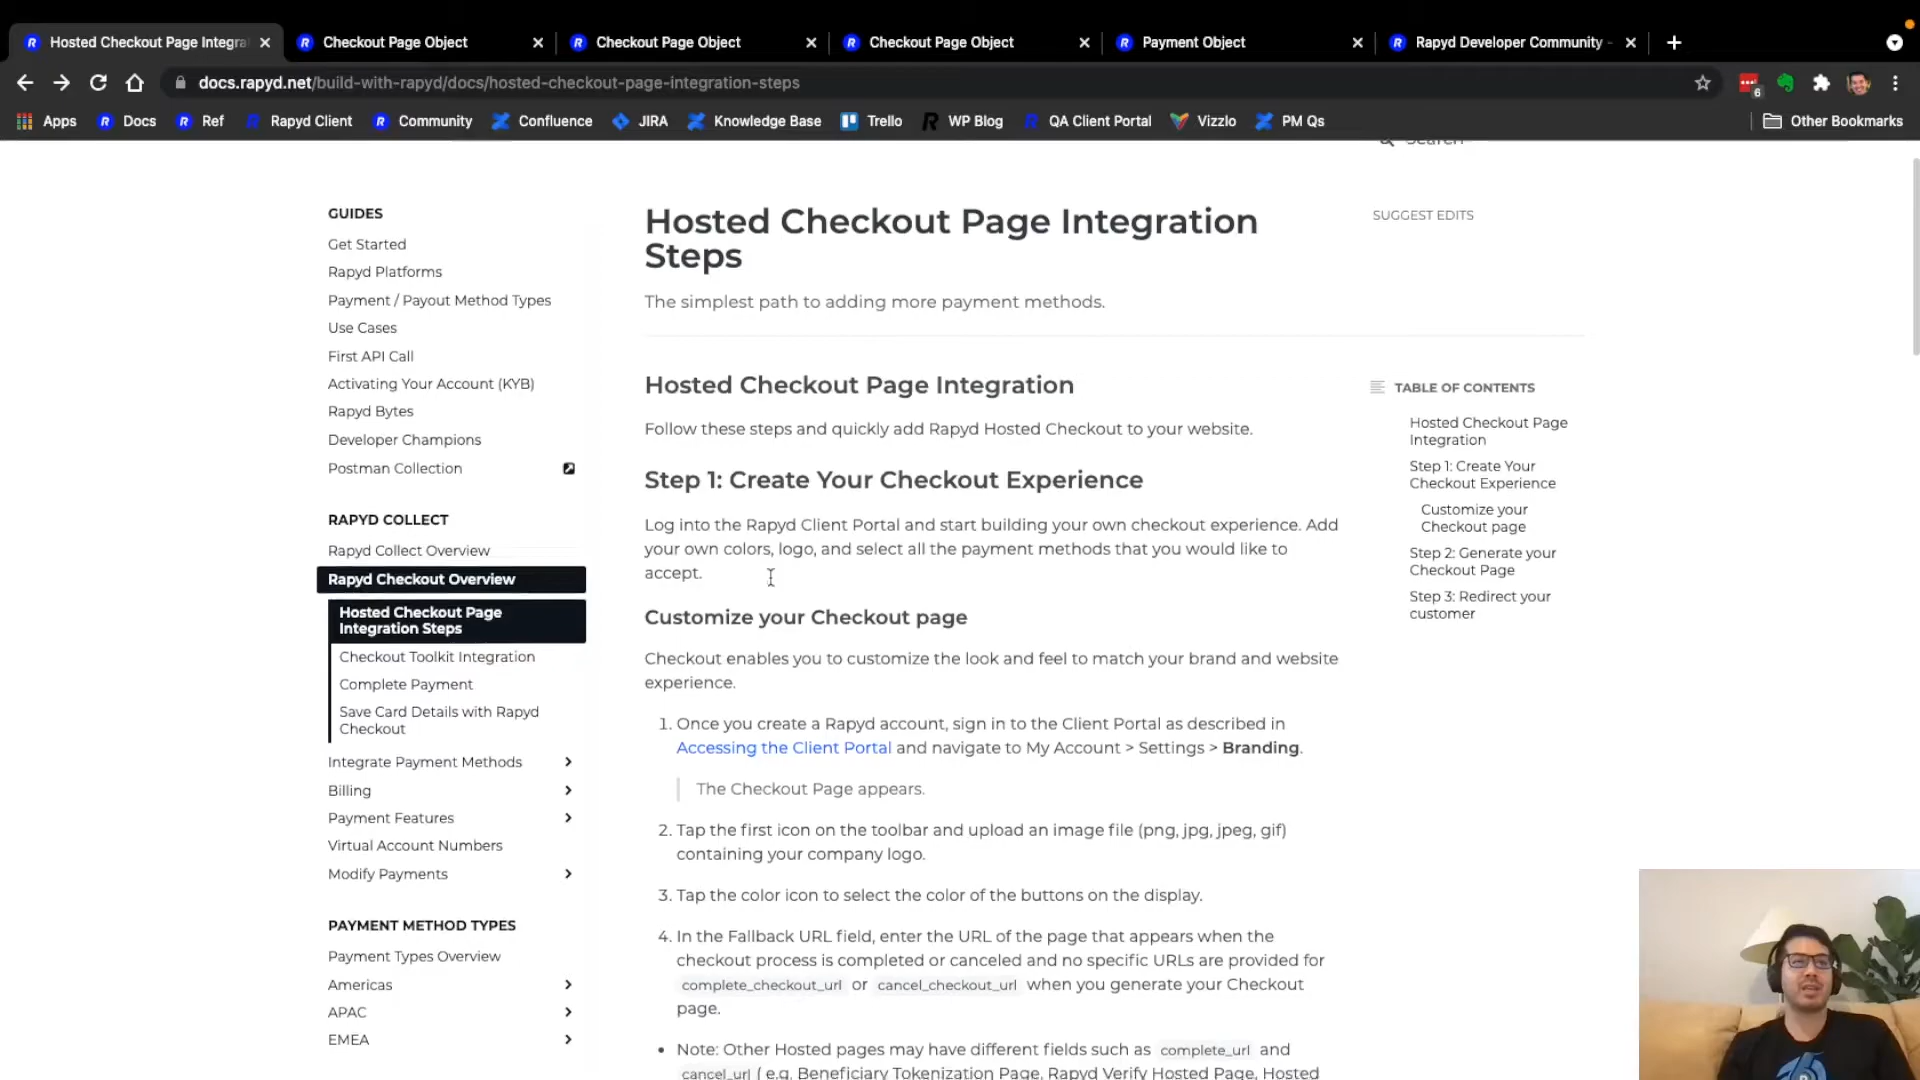 Hosted Checkout Page Integra
Checkout Page Object
Checkout Page Object
Checkout Page Object
Payment Object
Rapyd Developer Community -
docs.rapyd.net/build-with-rapyd/docs/hosted-checkout-page-integration-steps
6
Apps
Docs
Ref
Rapyd Client
Community
Confluence
JIRA
Knowledge Base
Trello
WP Blog
QA Client Portal
Vizzlo
PM Qs
Other Bookmarks
Search
GUIDES
Get Started
Rapyd Platforms
Payment / Payout Method Types
Use Cases
First API Call
Activating Your Account (KYB)
Rapyd Bytes
Developer Champions
Postman Collection
RAPYD COLLECT
Rapyd Collect Overview
Rapyd Checkout Overview
Hosted Checkout Page
Integration Steps
Checkout Toolkit Integration
Complete Payment
Save Card Details with Rapyd
Checkout
Integrate Payment Methods
Billing
Payment Features
Virtual Account Numbers
Modify Payments
PAYMENT METHOD TYPES
Payment Types Overview
Americas
APAC
EMEA
Hosted Checkout Page Integration
Steps
The simplest path to adding more payment methods.
Hosted Checkout Page Integration
Follow these steps and quickly add Rapyd Hosted Checkout to your website.
Step 1: Create Your Checkout Experience
Log into the Rapyd Client Portal and start building your own checkout experience. Add
your own colors, logo, and select all the payment methods that you would like to
accept.
Customize your Checkout page
Checkout enables you to customize the look and feel to match your brand and website
experience.
1. Once you create a Rapyd account, sign in to the Client Portal as described in
Accessing the Client Portal and navigate to My Account > Settings > Branding.
The Checkout Page appears.
2. Tap the first icon on the toolbar and upload an image file (png, jpg, jpeg, gif)
containing your company logo.
3. Tap the color icon to select the color of the buttons on the display.
4. In the Fallback URL field, enter the URL of the page that appears when the
checkout process is completed or canceled and no specific URLs are provided for
complete_checkout_url or cancel_checkout_url when you generate your Checkout
page.
• Note: Other Hosted pages may have different fields such as complete_url and
cancel_url ( e.g. Beneficiary Tokenization Page, Rapyd Verify Hosted Page, Hosted
SUGGEST EDITS
TABLE OF CONTENTS
Hosted Checkout Page
Integration
Step 1: Create Your
Checkout Experience
Customize your
Checkout page
Step 2: Generate your
Checkout Page
Step 3: Redirect your
customer